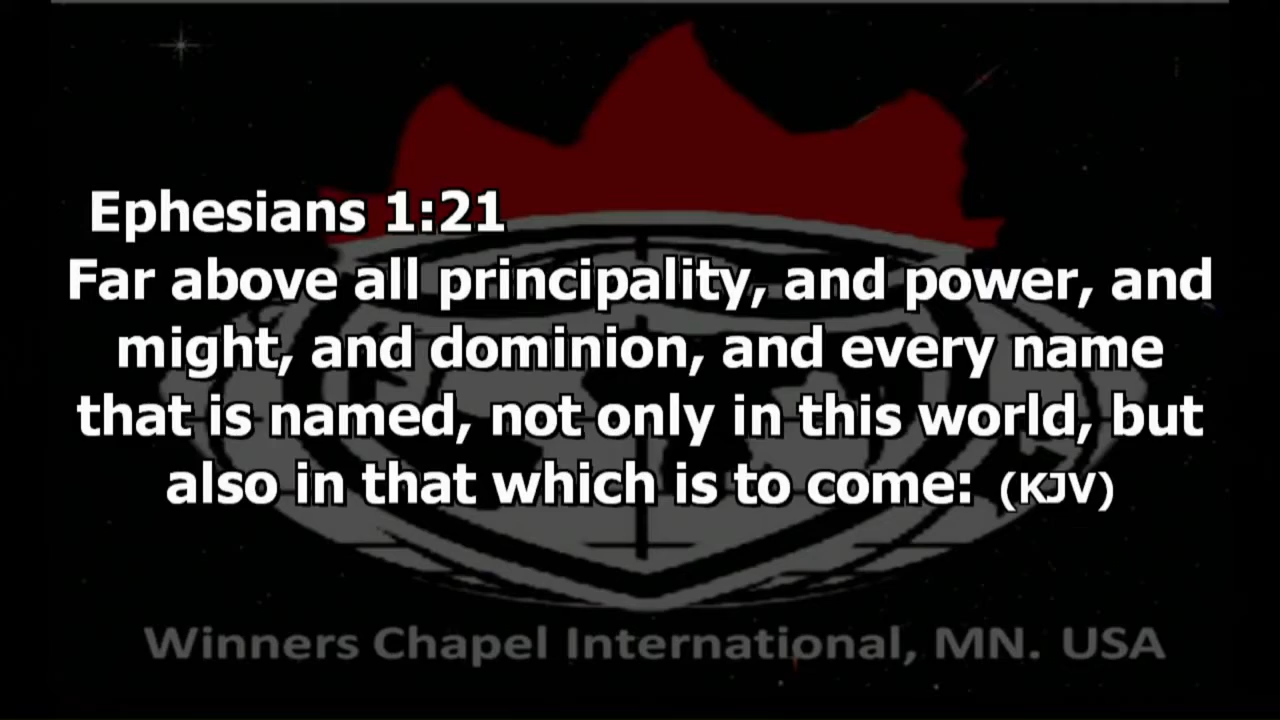 Ephesians 1:21
Far above all principality, and power, and
might, and dominion, and every name
that is named, not only in this world, but
also in that which is to come: (KJV)
Winners Chapel International, MN. USA